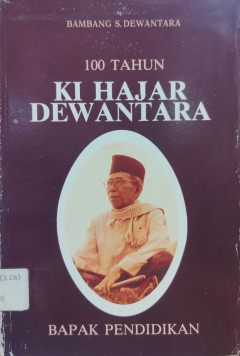 BAMBANG S. DEWANTARA
100 TAHUN
KI HAJAR
DEWANTARA
BAPAK PENDIDIKAN